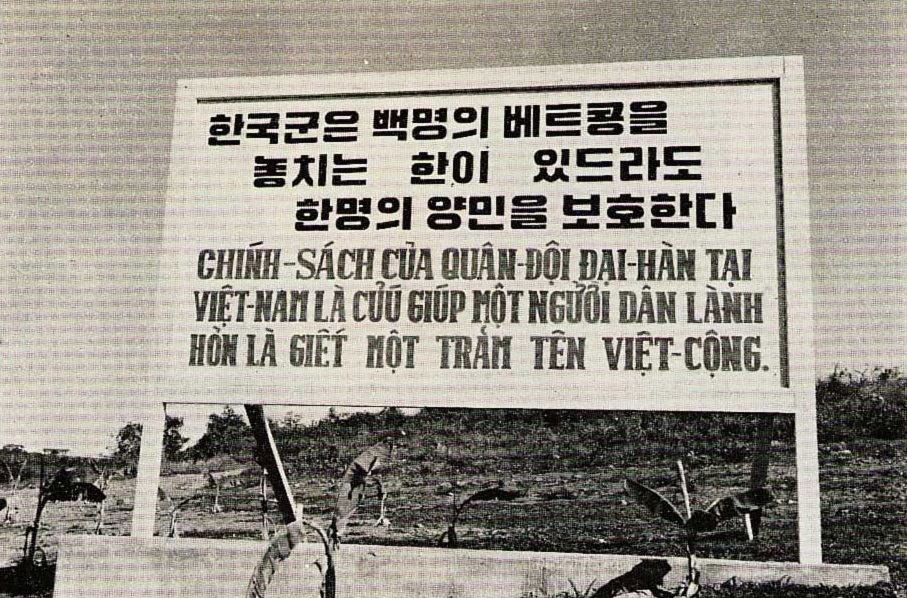 한국군은 백명의 베트콩을
놓치는 한이 있드라도
한명의 양민을 보호한다
CHÍNH-SÁCH CỦA QUÂN-ĐỘI ĐẠI-HÀN TẠI
VIỆT-NAM LÀ CỨU GIÚP MỘT NGƯỜI DÂN LÀNH
HƠN LÀ GIẾT MỘT TRĂM TÊN VIỆT-CỘNG.